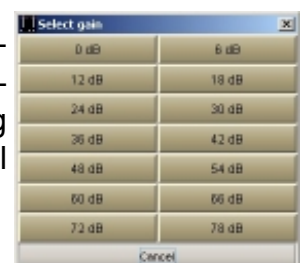 Select gain
0 dB 6 dB
12 dB 18 dB
24 dB 30 dB
36 dB 42 dB
48 dB 54 dB
60 dB 66 dB
72 dB 78 dB
Cancel